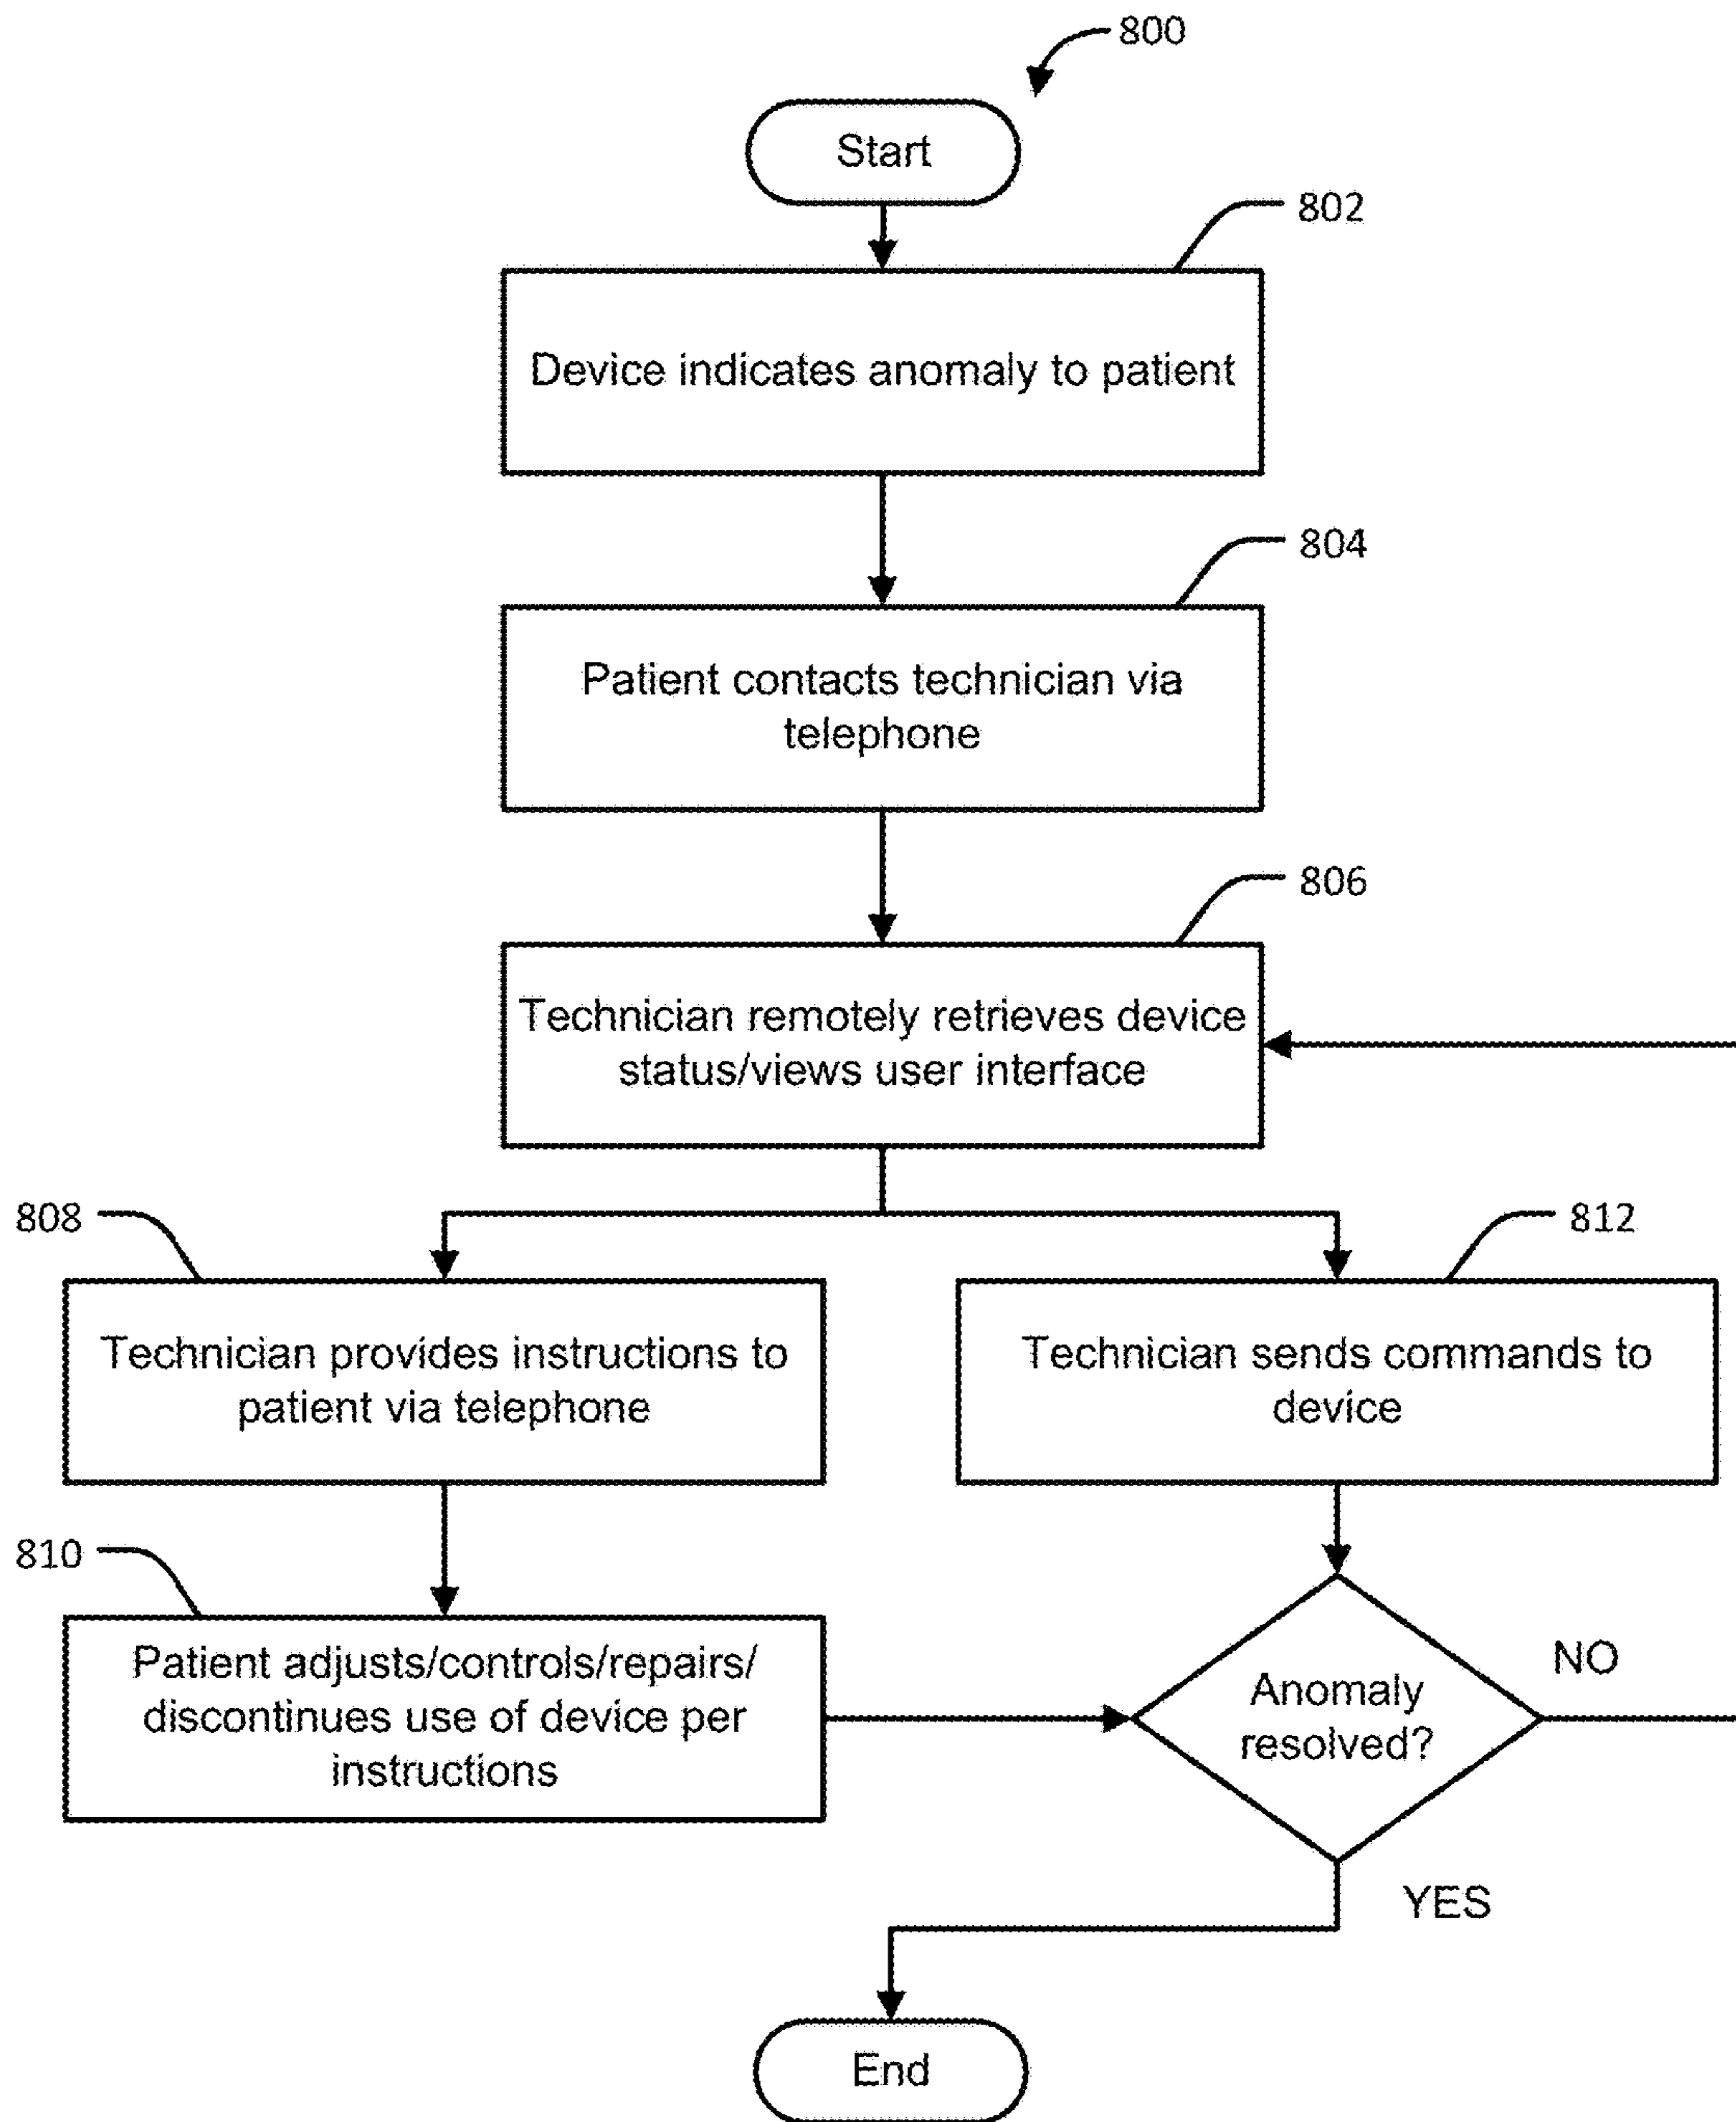 800
Start
802
Device indicates anomaly to patient
804
Patient contacts technician via
telephone
806
Technician remotely retrieves device
status/views user interface
808
812
Technician provides instructions to
patient via telephone
Technician sends commands to
device
810
Patient adjusts/controls/repairs/
discontinues use of device per
instructions
Anomaly
resolved?
NO
YES
End